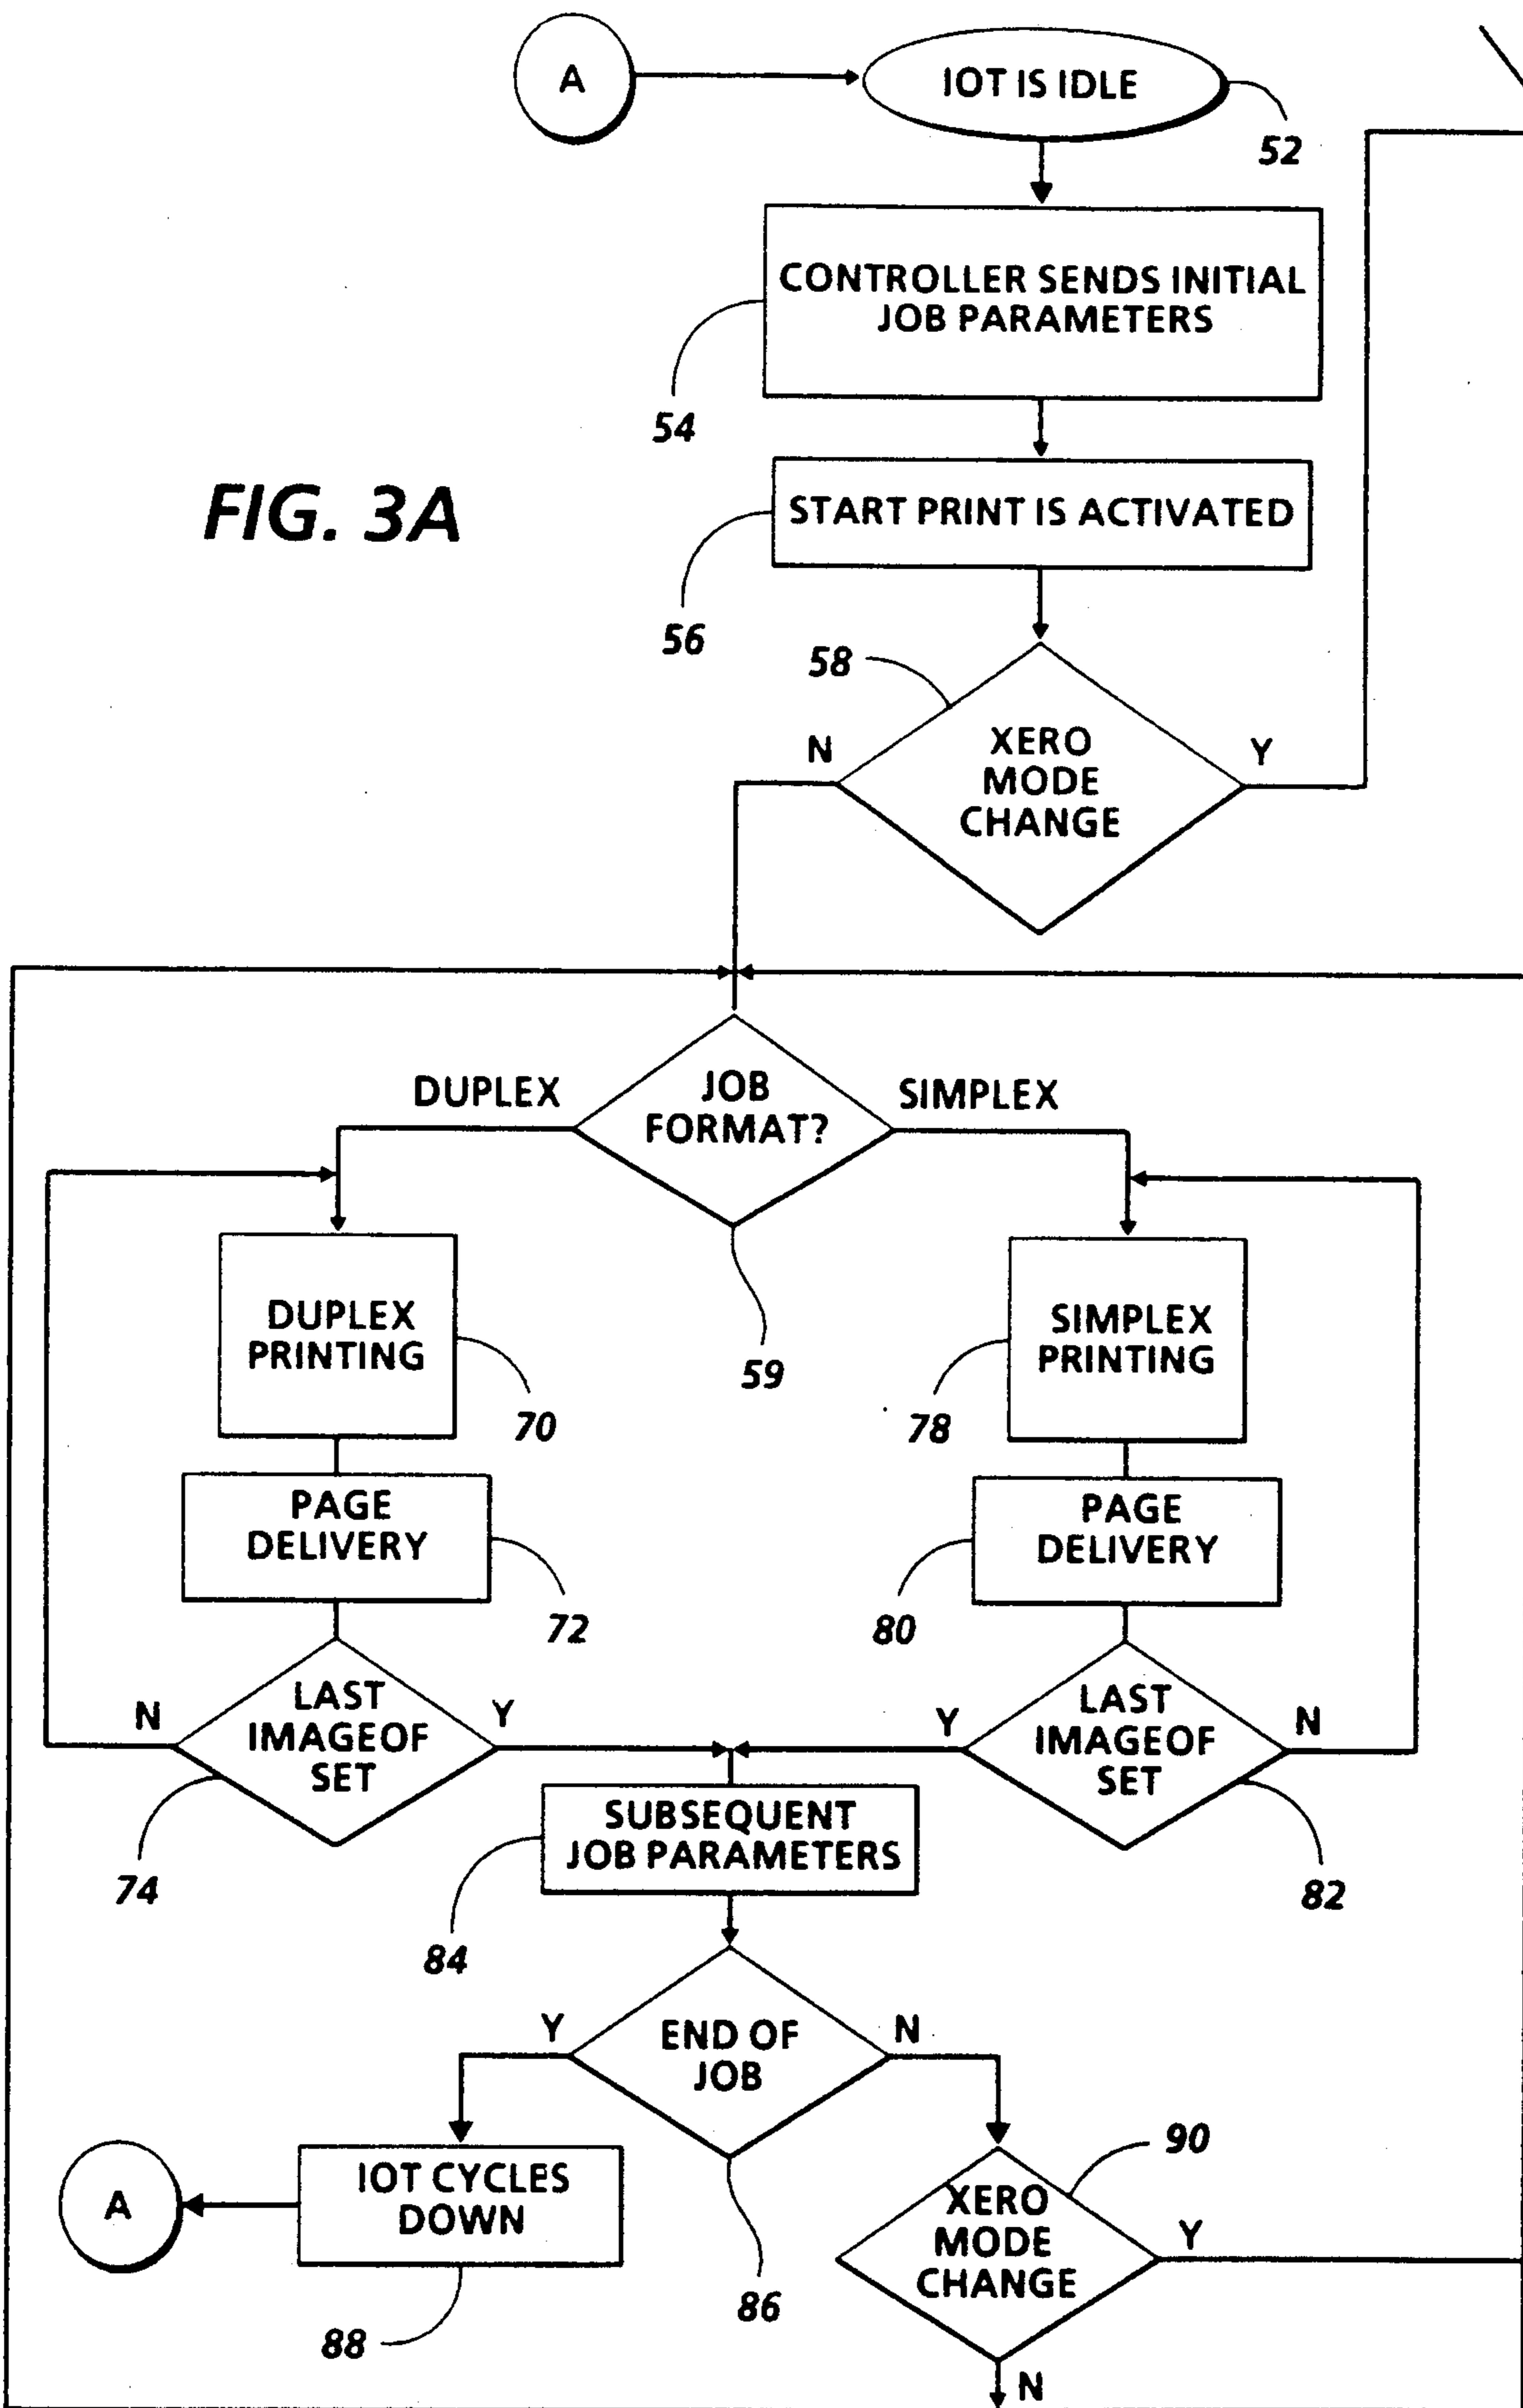 A
IOT IS IDLE
52
CONTROLLER SENDS INITIAL
JOB PARAMETERS
54
FIG. 3A
START PRINT IS ACTIVATED
56
58
N
XERO
MODE
CHANGE
Y
DUPLEX
JOB
FORMAT?
SIMPLEX
59
DUPLEX
PRINTING
70
SIMPLEX
PRINTING
78
PAGE
DELIVERY
72
PAGE
DELIVERY
80
N
LAST
IMAGEOF
SET
Y
74
Y
LAST
IMAGEOF
SET
N
82
SUBSEQUENT
JOB PARAMETERS
84
Y
END OF
JOB
N
86
A
IOT CYCLES
DOWN
88
90
XERO
MODE
CHANGE
Y
N